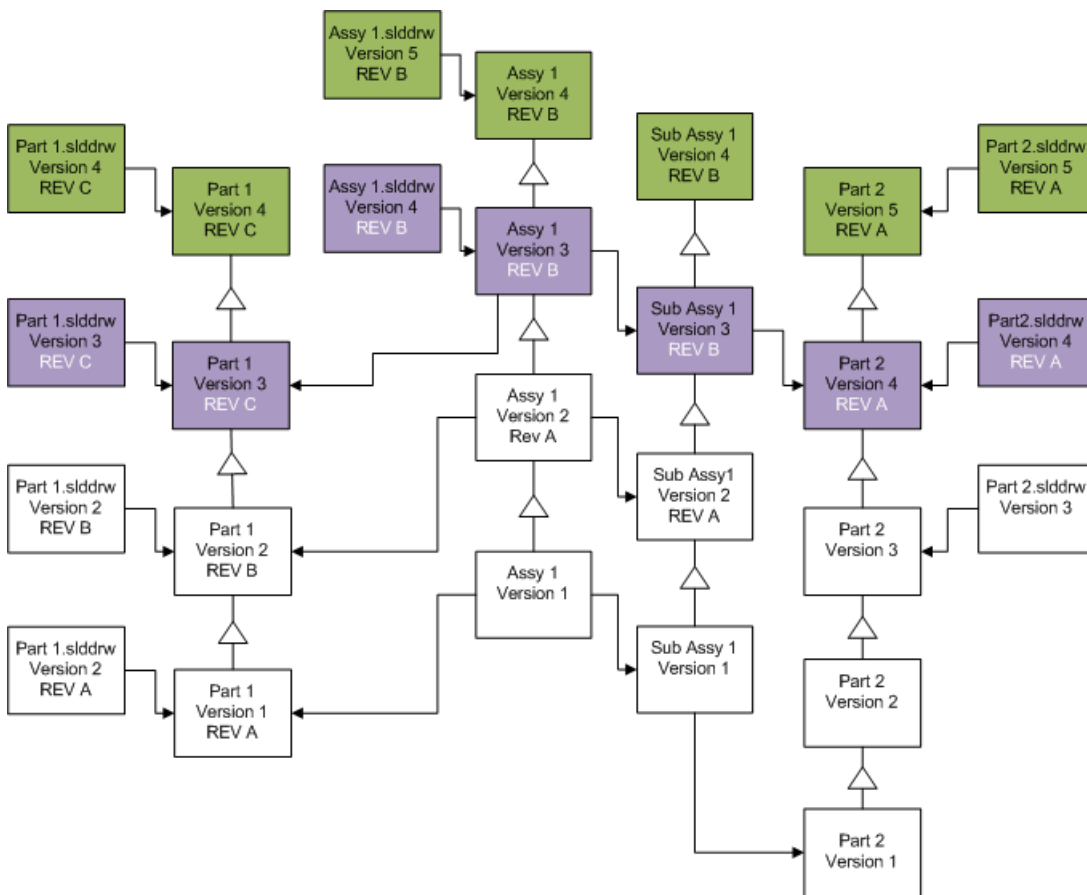 Assy 1.slddrw
Version 5
REV B
Assy 1
Version 4
REV B
Part 1.slddrw
Version 4
REV C
Part 1
Version 4
REV C
Assy 1.slddrw
Version 4
REV B
Assy 1
Version 3
REV B
Sub Assy 1
Version 4
REV B
Part 2
Version 5
REV A
Part 2.slddrw
Version 5
REV A
Part 1.slddrw
Version 3
REV C
Part 1
Version 3
REV C
Sub Assy 1
Version 3
REV B
Part 2
Version 4
REV A
Part2.slddrw
Version 4
REV A
Assy 1
Version 2
Rev A
Part 1.slddrw
Version 2
REV B
Part 1
Version 2
REV B
Sub Assy1
Version 2
REV A
Part 2
Version 3
Part 2.slddrw
Version 3
Assy 1
Version 1
Part 1.slddrw
Version 2
REV A
Part 1
Version 1
REV A
Sub Assy 1
Version 1
Part 2
Version 2
Part 2
Version 1